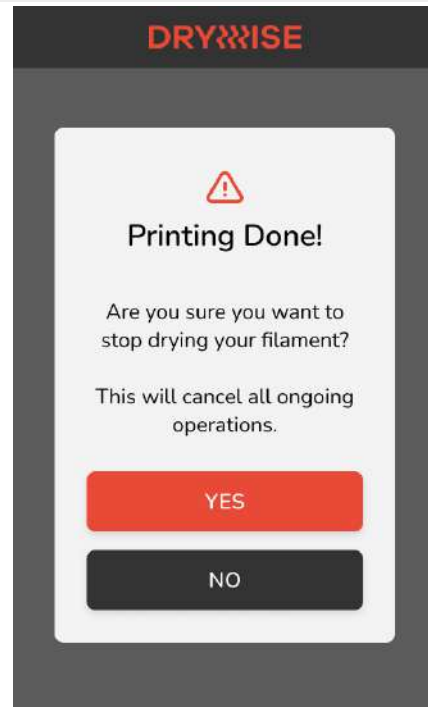 DRYWISE
Printing Done!
Are you sure you want to
stop drying your filament?
This will cancel all ongoing
operations.
YES
NO